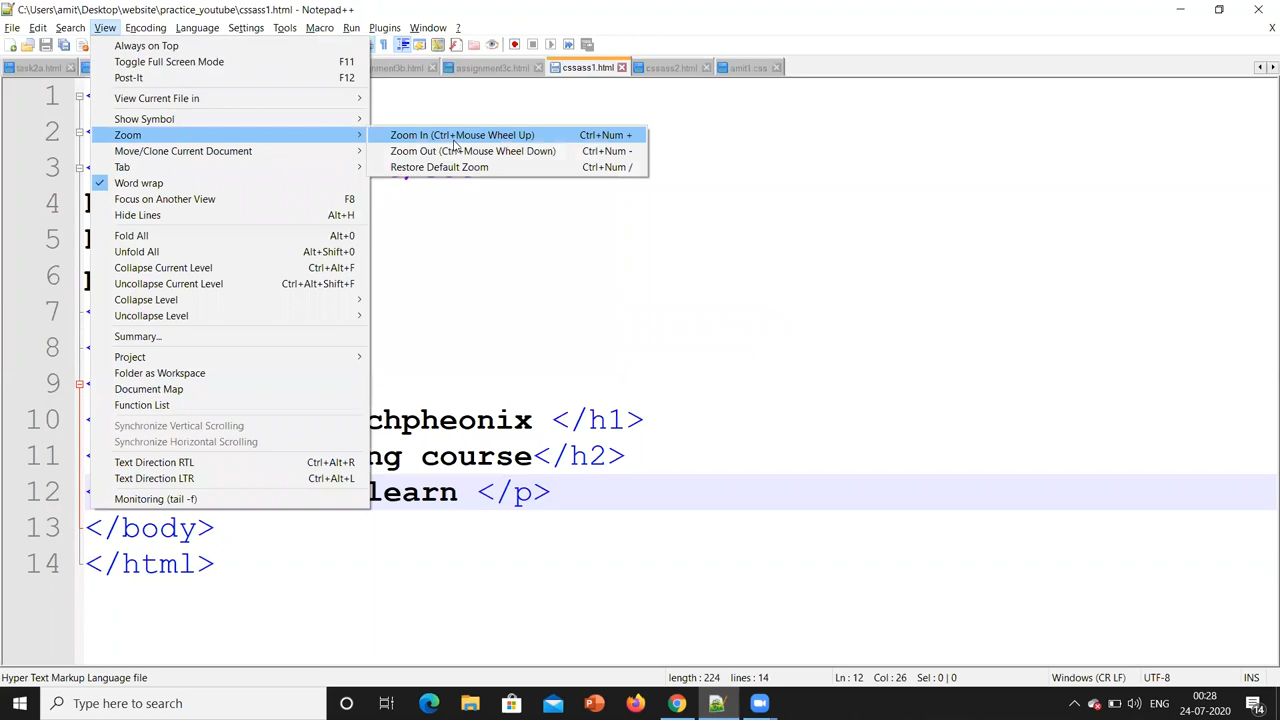 C:\Users\amit\Desktop\website\practice_youtube\cssass1.html - Notepad++
File Edit Search View Encoding Language Settings Tools Macro Run Plugins Window ?
task2a.html
assignment3c.html cssass1.html cssass2.html amit1.css
Always on Top
Toggle Full Screen Mode F11
Post-It F12
View Current File in
Show Symbol
Zoom
Zoom In (Ctrl+Mouse Wheel Up) Ctrl+Num +
Move/Clone Current Document
Zoom Out (Ctrl+Mouse Wheel Down) Ctrl+Num -
Tab
Restore Default Zoom Ctrl+Num /
Word wrap
Focus on Another View F8
Hide Lines Alt+H
Fold All Alt+0
Unfold All Alt+Shift+0
Collapse Current Level Ctrl+Alt+F
Uncollapse Current Level Ctrl+Alt+Shift+F
Collapse Level
Uncollapse Level
Summary...
Project
Folder as Workspace
Document Map
Function List
Synchronize Vertical Scrolling
Synchronize Horizontal Scrolling
Text Direction RTL Ctrl+Alt+R
Text Direction LTR Ctrl+Alt+L
Monitoring (tail -f)
1
2
3
4
5
6
7
8
9
10 chpheonix </h1>
11 ng course</h2>
12 learn </p>
13 </body>
14 </html>
Hyper Text Markup Language file length : 224 lines : 14 Ln : 12 Col : 26 Sel : 0 | 0 Windows (CR LF) UTF-8 INS
Type here to search
ENG
00:28
24-07-2020
14